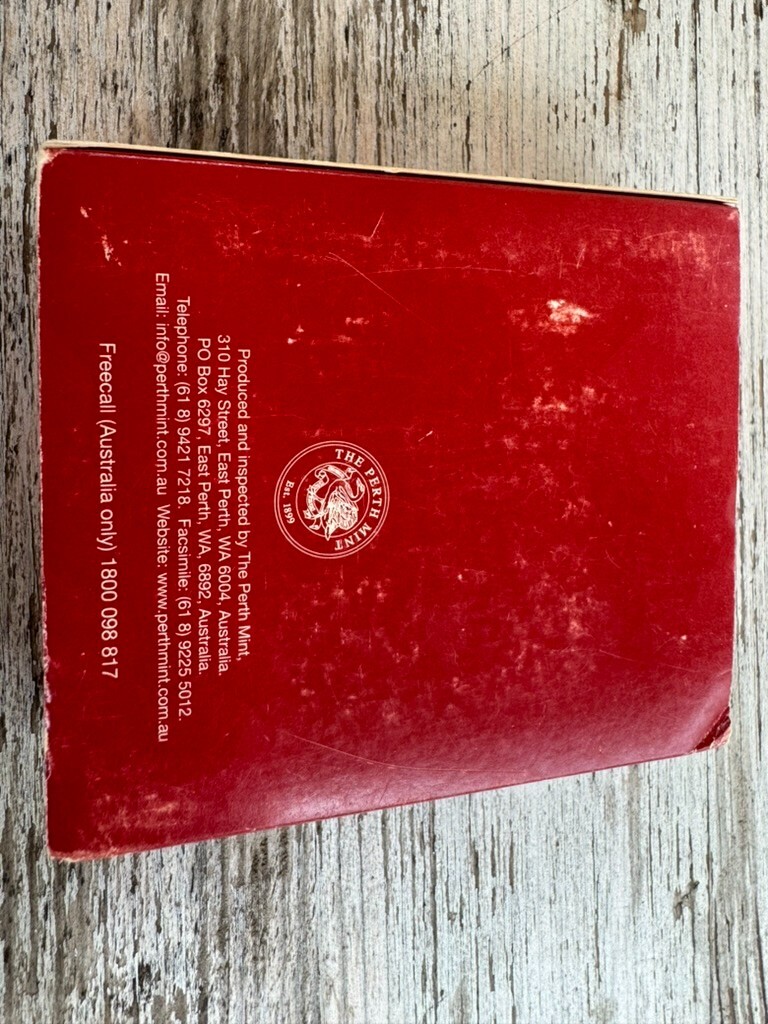 THE PERTH MINT
Est. 1899
Produced and inspected by The Perth Mint,
310 Hay Street, East Perth, WA 6004, Australia.
PO Box 6297, East Perth, WA, 6892, Australia.
Telephone: (61 8) 9421 7218. Facsimile: (61 8) 9225 5012.
Email: info@perthmint.com.au Website: www.perthmint.com.au
Freecall (Australia only) 1800 098 817